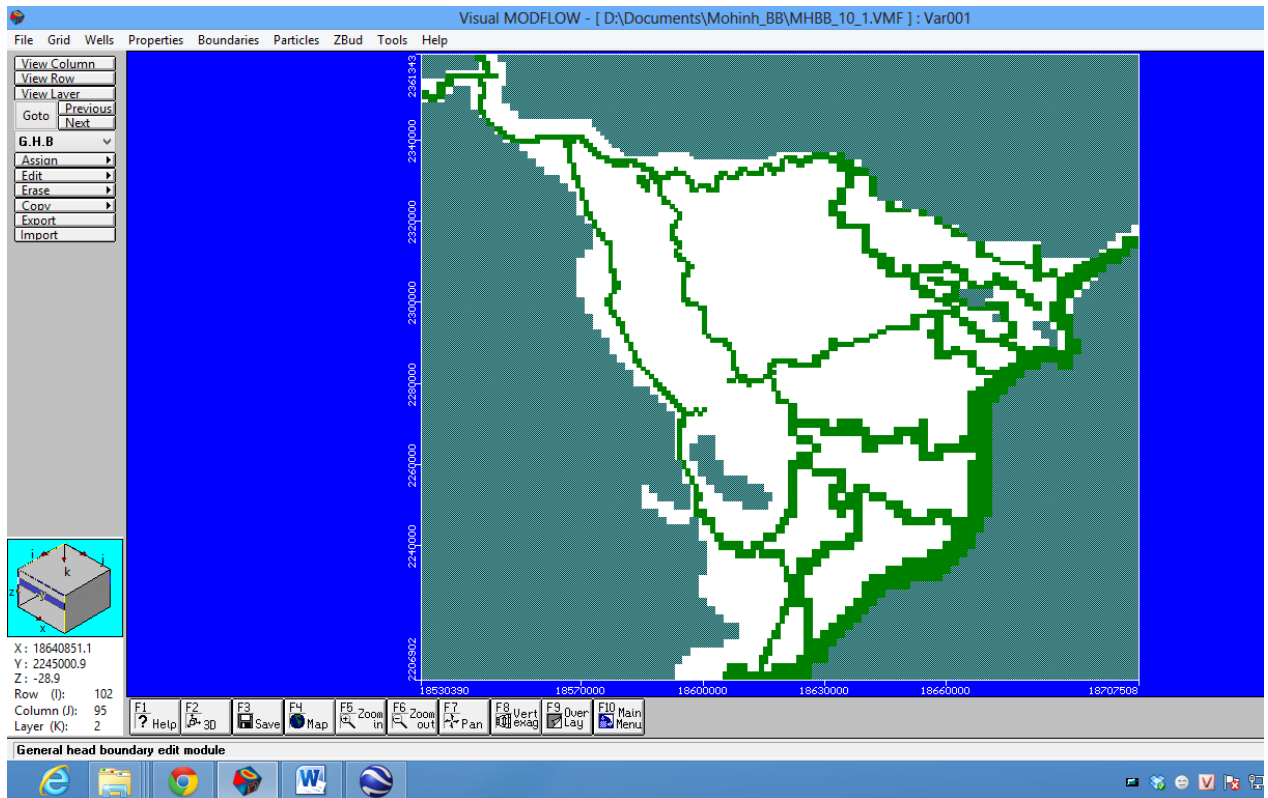 Visual MODFLOW - [ D:\Documents\Mohinh_BB\MHBB_10_1.VMF ] : Var001
File Grid Wells Properties Boundaries Particles ZBud Tools Help
View Column
View Row
View Layer
Goto Previous
Next
G.H.B
Assign
Edit
Erase
Copy
Export
Import
2361343
2340000
2320000
2300000
2280000
2260000
2240000
2206902
18530390 18570000 18600000 18630000 18660000 18707508
i j
k
z
y
x
X : 18640851.1
Y : 2245000.9
Z : -28.9
Row (I): 102
Column (J): 95
Layer (K): 2
F1 ? Help
F2 3D
F3 Save
F4 Map
F5 Zoom in
F6 Zoom out
F7 Pan
F8 Vert exag
F9 Over Lay
F10 Main Menu
General head boundary edit module
W
V